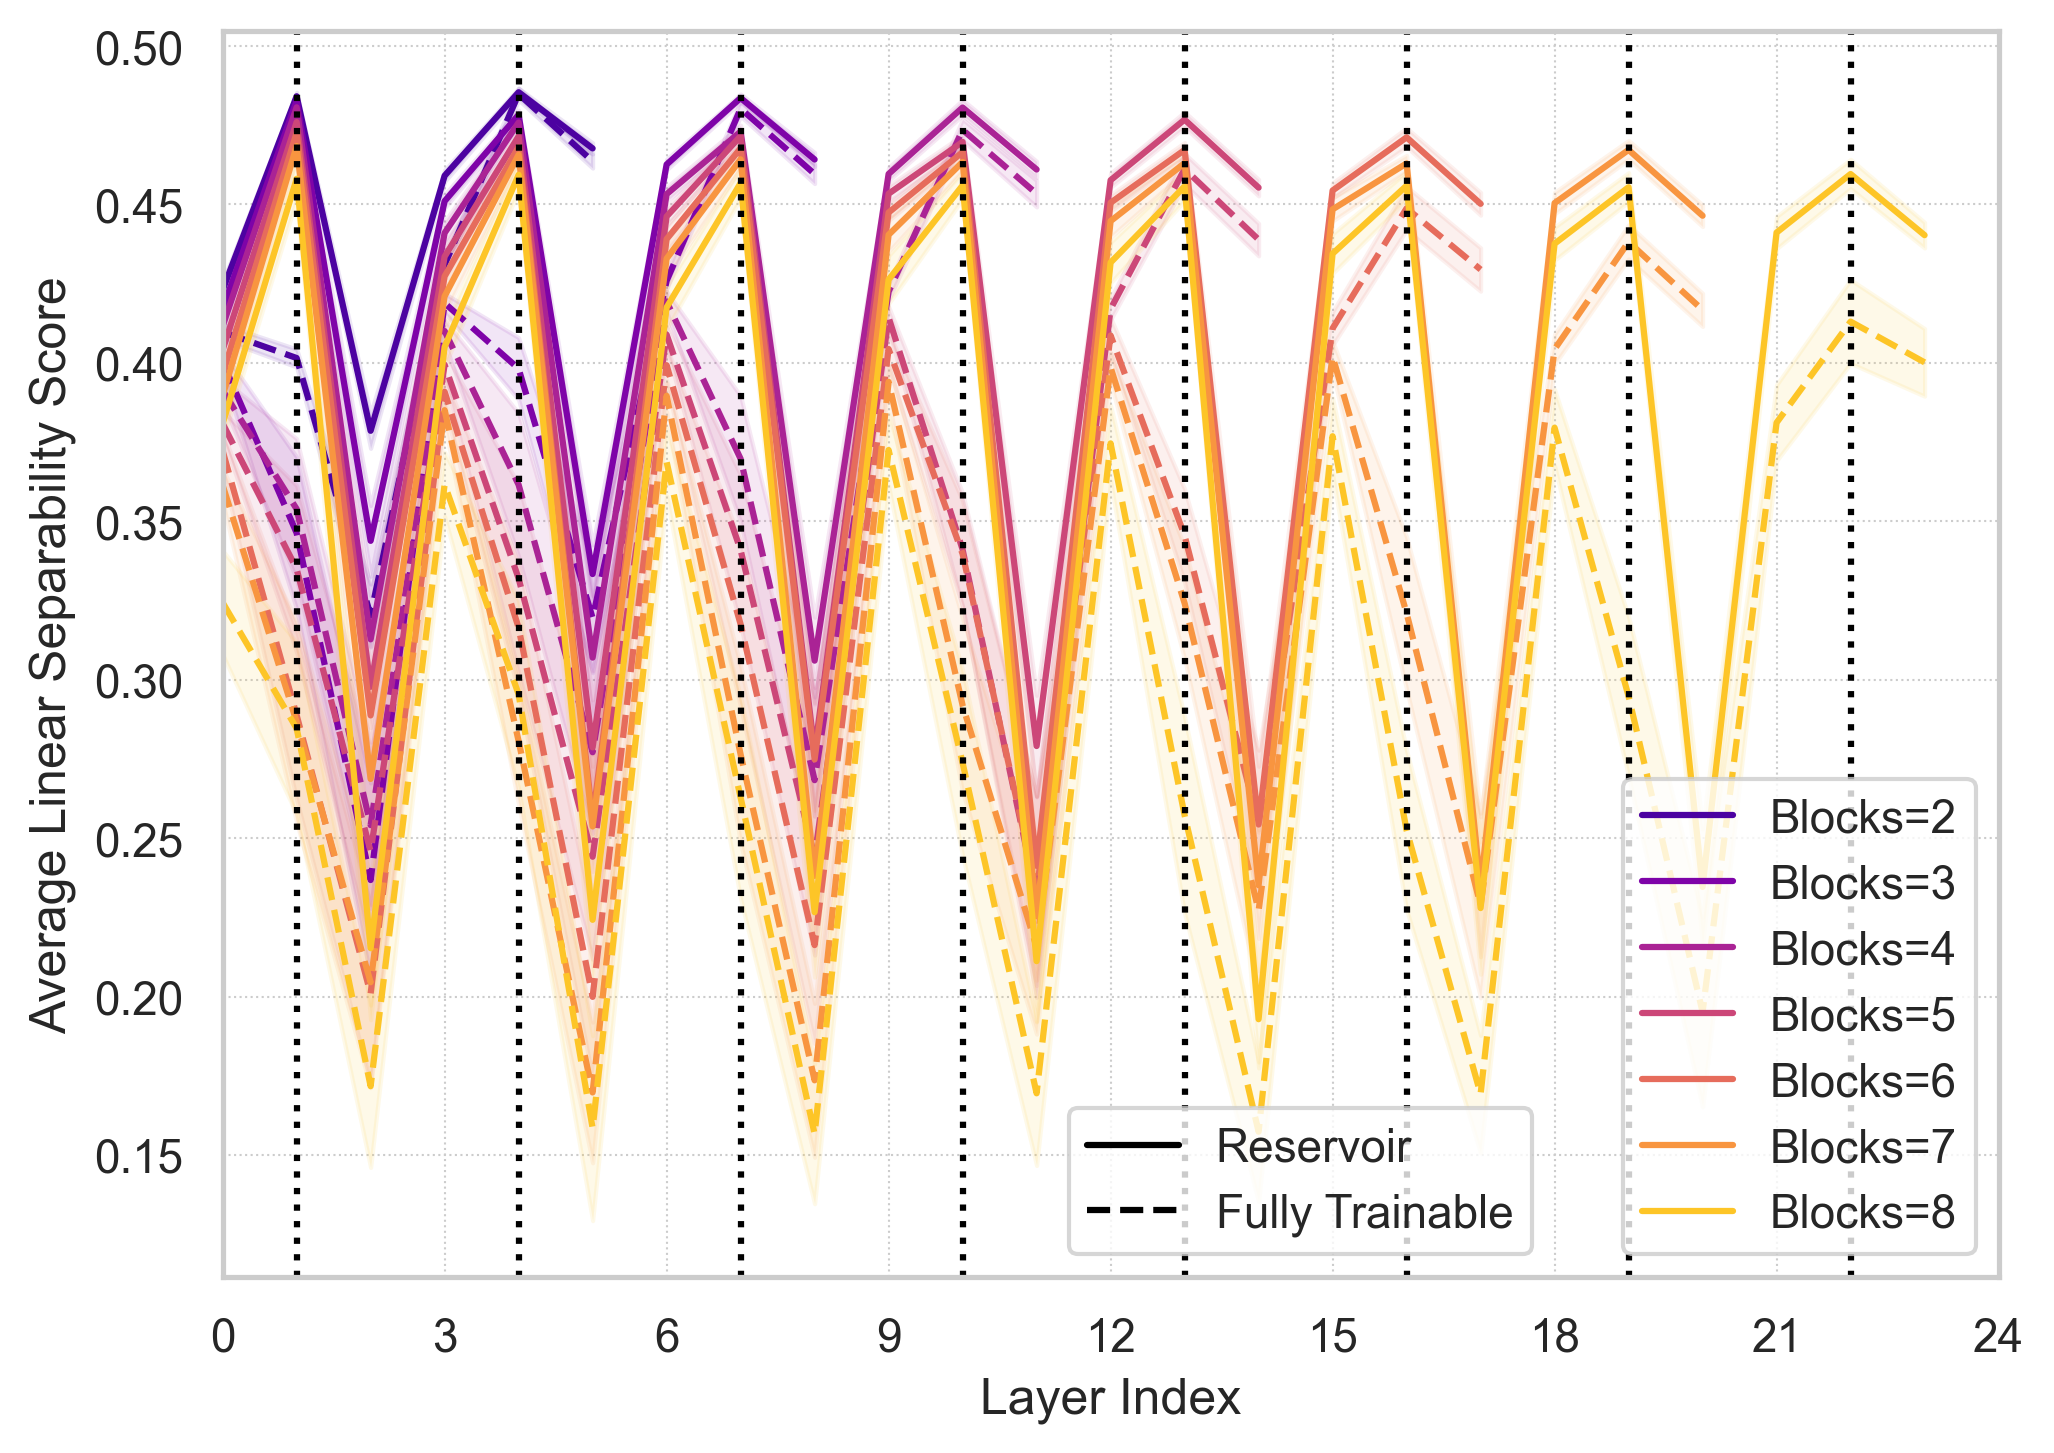 0.50
0.45
0.40
0.35
0.30
0.25
0.20
0.15
Average Linear Separability Score
0 3 6 9 12 15 18 21 24
Layer Index
Reservoir
Fully Trainable
Blocks=2
Blocks=3
Blocks=4
Blocks=5
Blocks=6
Blocks=7
Blocks=8